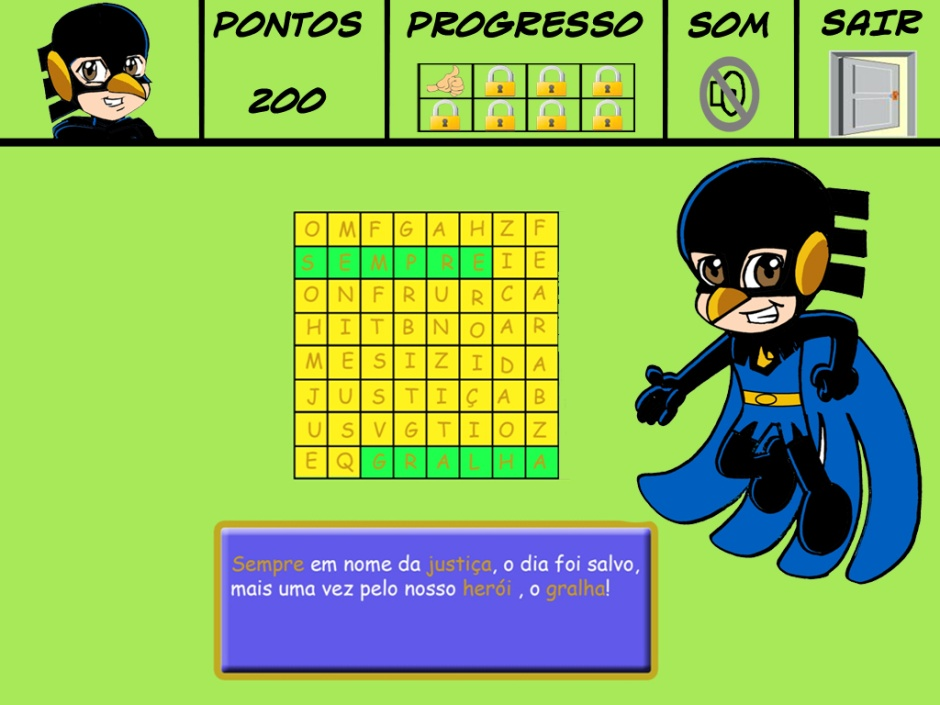 PONTOS PROGRESSO SOM SAIR
200
O M F G A H Z F
S E M P R E I E
O N F R U R C A
H I T B N O A R
M E S I Z I D A
J U S T I Ç A B
U S V G T I O Z
E Q G R A L H A
Sempre em nome da justiça, o dia foi salvo,
mais uma vez pelo nosso herói , o gralha!